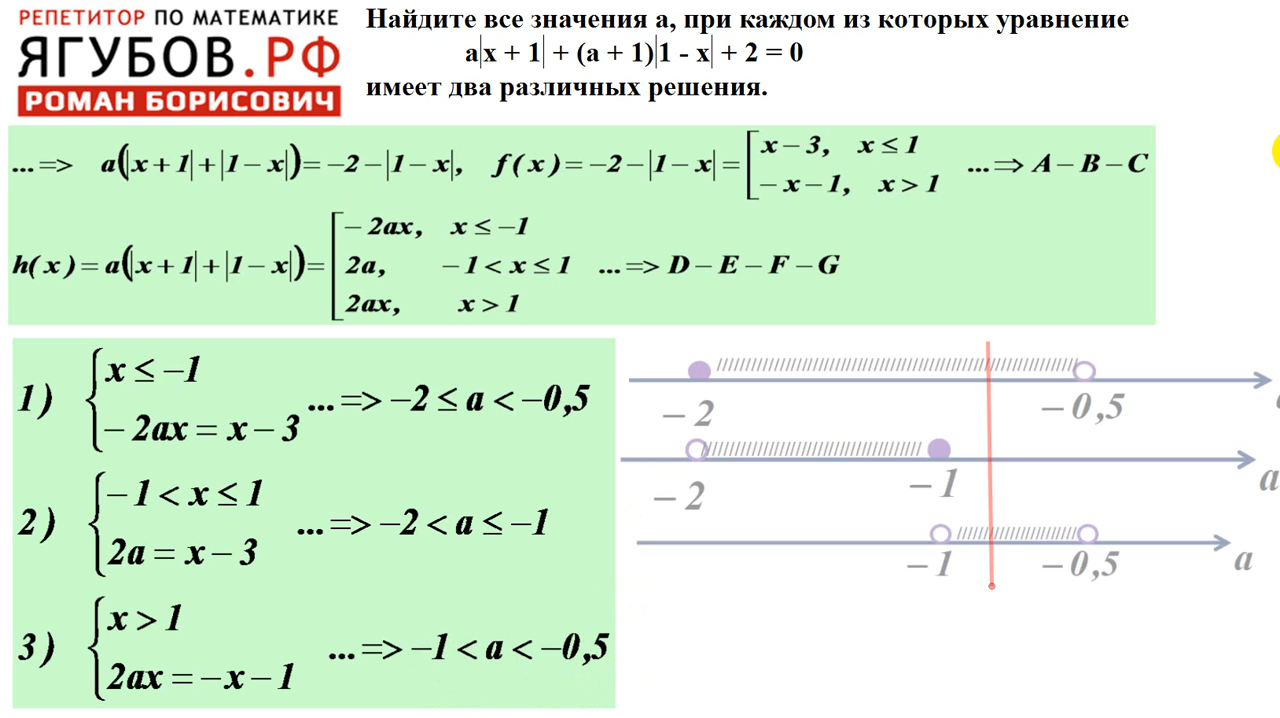 РЕПЕТИТОР ПО МАТЕМАТИКЕ
ЯГУБОВ.РФ
РОМАН БОРИСОВИЧ
Найдите все значения а, при каждом из которых уравнение
a|x + 1| + (a + 1)|1 - x| + 2 = 0
имеет два различных решения.
...=> a(|x+1|+|1−x|)=−2−|1−x|, f(x)=−2−|1−x|=[x−3, x≤1
−x−1, x>1 ...⇒ A−B−C
h(x)=a(|x+1|+|1−x|)=[−2ax, x≤−1
2a, −1<x≤1 ...=> D−E−F−G
2ax, x>1
1) {x≤−1
−2ax=x−3 ...=> −2≤a<−0,5
2) {−1<x≤1
2a=x−3 ...=> −2<a≤−1
3) {x>1
2ax=−x−1 ...=> −1<a<−0,5
−2 −0,5
−2 −1 a
−1 −0,5 a